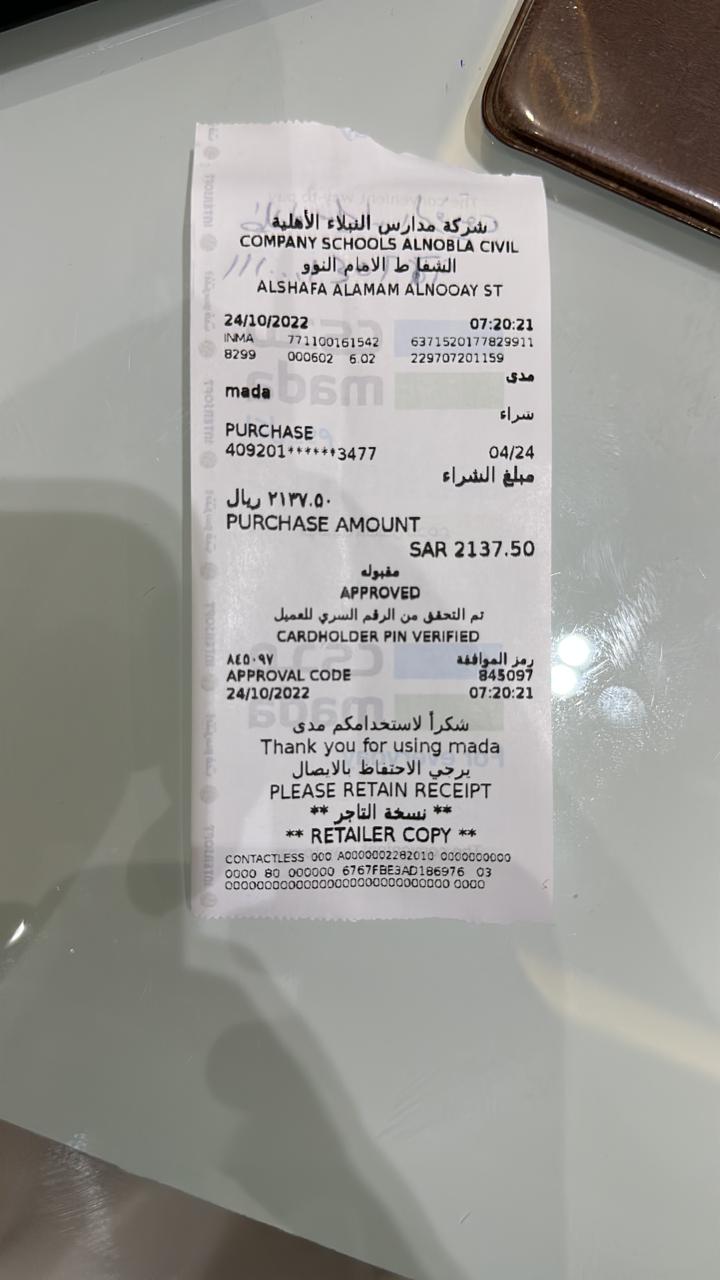 شركة مدارس النبلاء الأهلية
COMPANY SCHOOLS ALNOBLA CIVIL
الشفا ط الامام النوو
ALSHAFA ALAMAM ALNOOAY ST
24/10/2022 07:20:21
INMA 771100161542 6371520177829911
8299 000602 6.02 229707201159
مدى
mada
شراء
PURCHASE
409201******3477 04/24
مبلغ الشراء
٢١٣٧.٥٠ ريال
PURCHASE AMOUNT
SAR 2137.50
مقبوله
APPROVED
تم التحقق من الرقم السري للعميل
CARDHOLDER PIN VERIFIED
رمز الموافقة ٨٤٥٠٩٧
APPROVAL CODE 845097
24/10/2022 07:20:21
شكراً لاستخدامكم مدى
Thank you for using mada
يرجي الاحتفاظ بالايصال
PLEASE RETAIN RECEIPT
** نسخة التاجر **
** RETAILER COPY **
CONTACTLESS 000 A0000002282010 0000000000
0000 80 000000 6767FBE3AD186976 03
00000000000000000000000000000000 0000